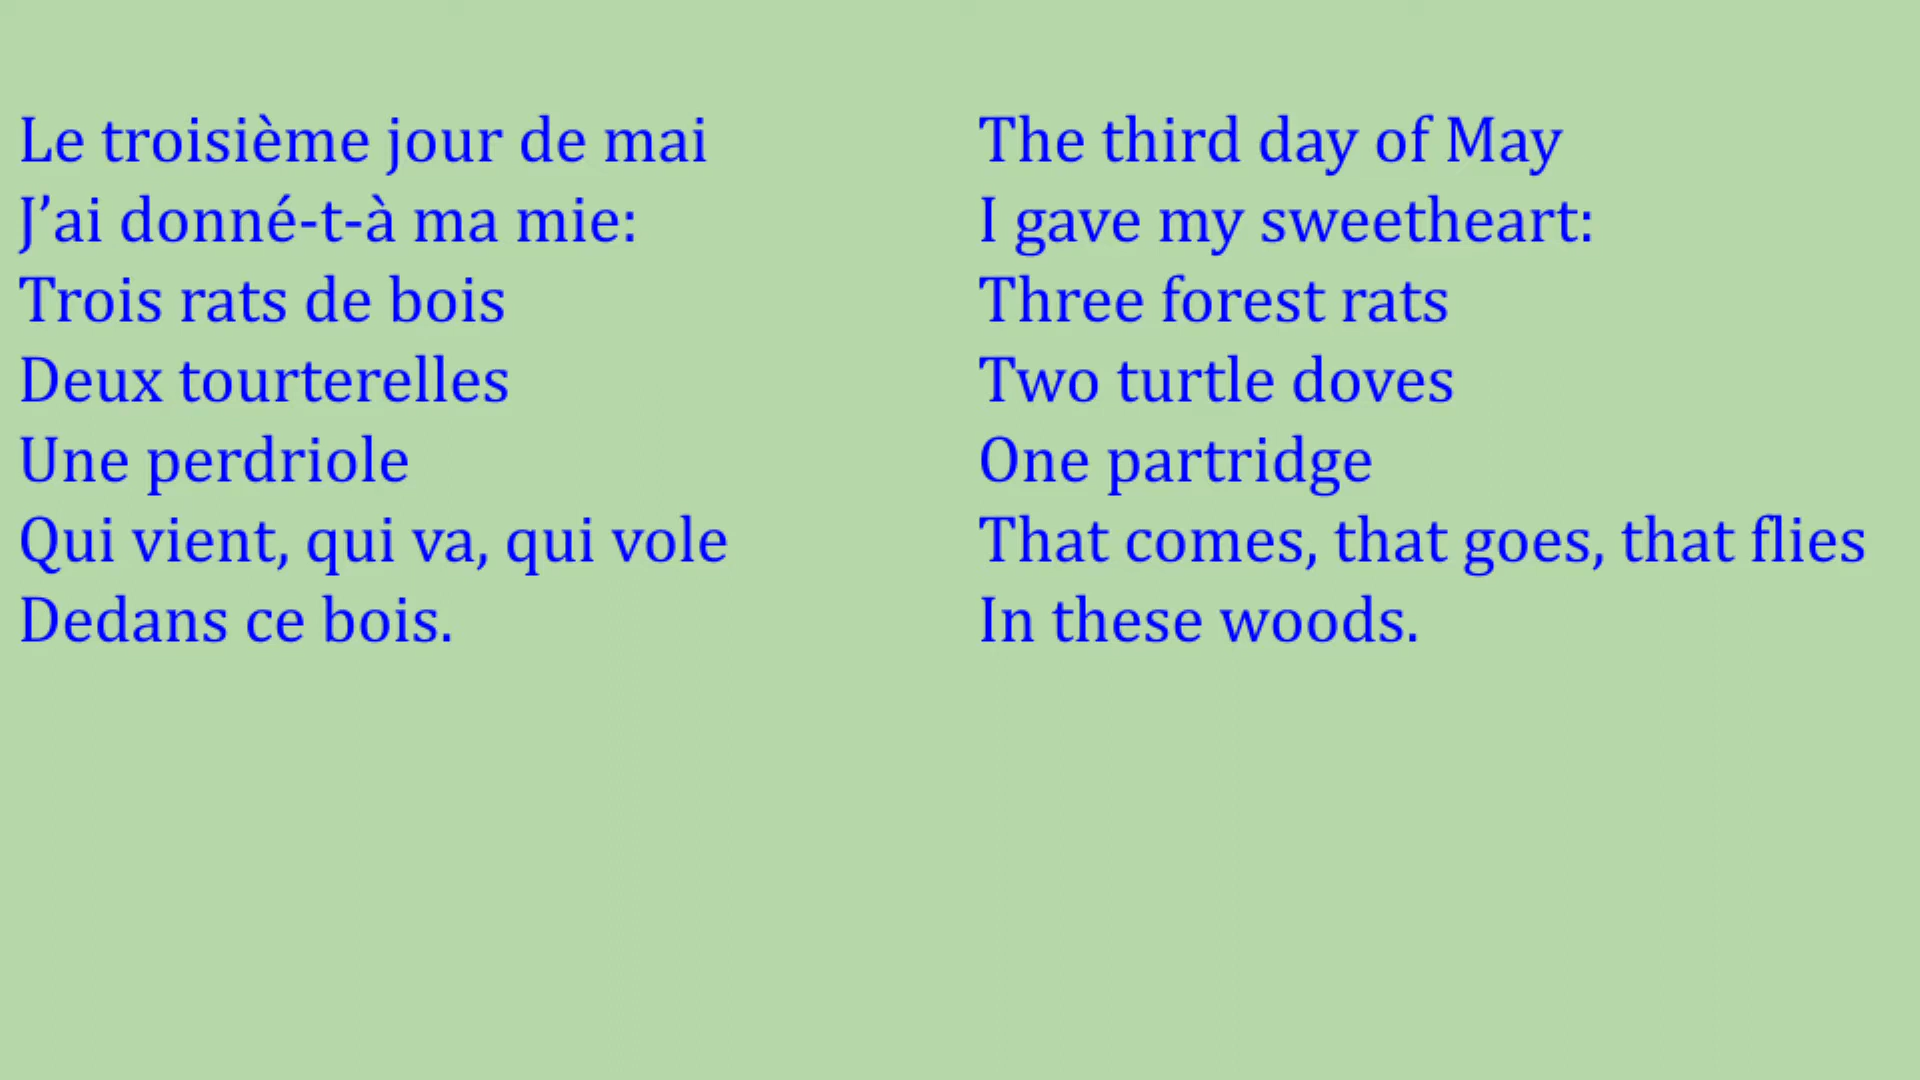 Le troisième jour de mai
J’ai donné-t-à ma mie:
Trois rats de bois
Deux tourterelles
Une perdriole
Qui vient, qui va, qui vole
Dedans ce bois.
The third day of May
I gave my sweetheart:
Three forest rats
Two turtle doves
One partridge
That comes, that goes, that flies
In these woods.